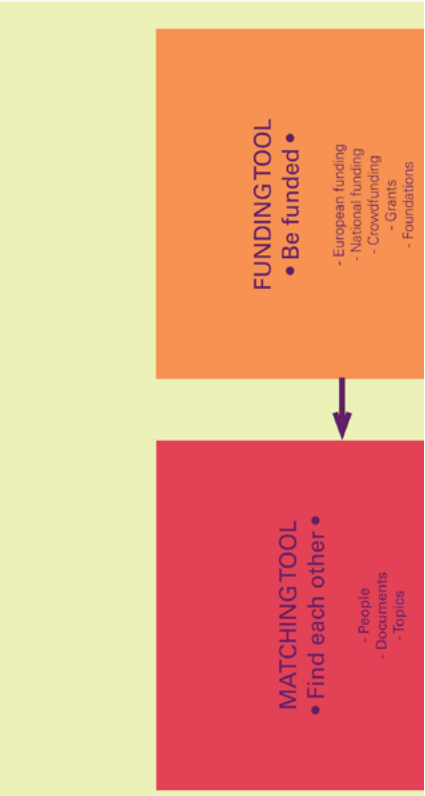 FUNDING TOOL
• Be funded •
- European funding
- National funding
- Crowdfunding
- Grants
- Foundations
MATCHING TOOL
• Find each other •
- People
- Documents
- Topics